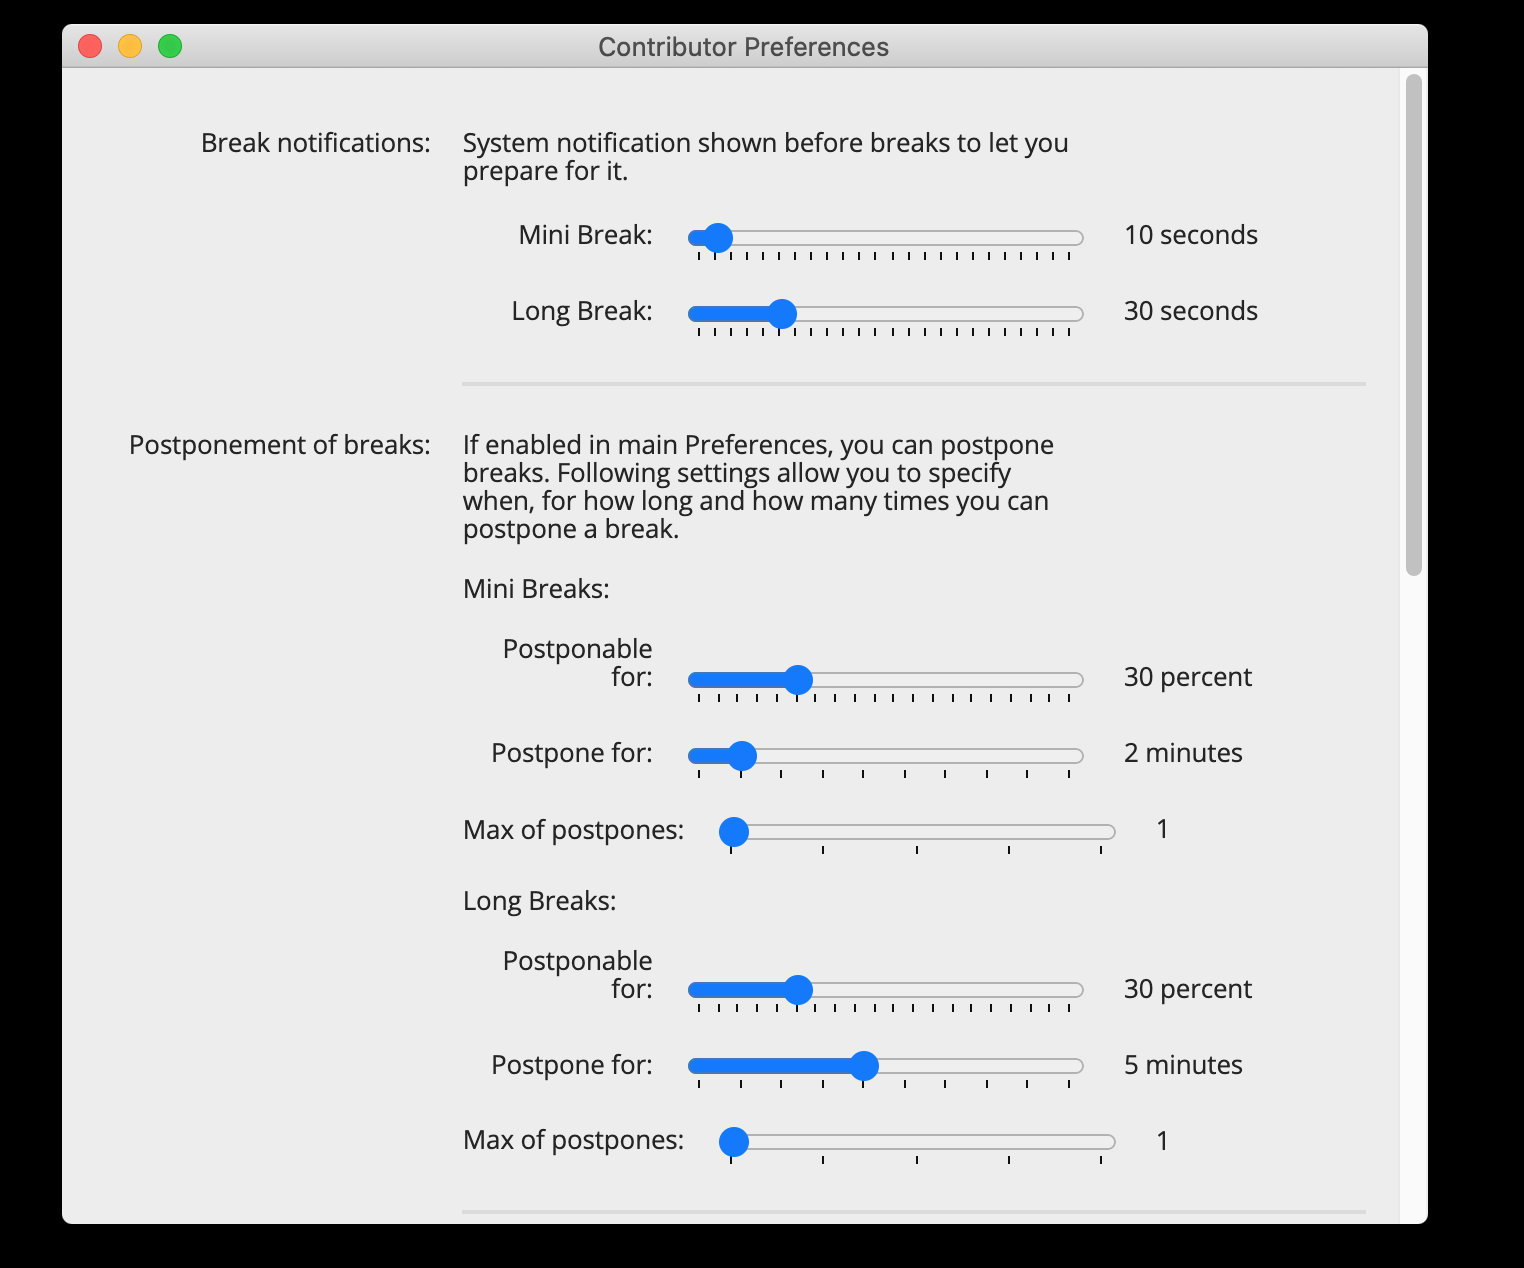 Contributor Preferences
Break notifications:
System notification shown before breaks to let you
prepare for it.
Mini Break:
10 seconds
Long Break:
30 seconds
Postponement of breaks:
If enabled in main Preferences, you can postpone
breaks. Following settings allow you to specify
when, for how long and how many times you can
postpone a break.
Mini Breaks:
Postponable
for:
30 percent
Postpone for:
2 minutes
Max of postpones:
1
Long Breaks:
Postponable
for:
30 percent
Postpone for:
5 minutes
Max of postpones:
1